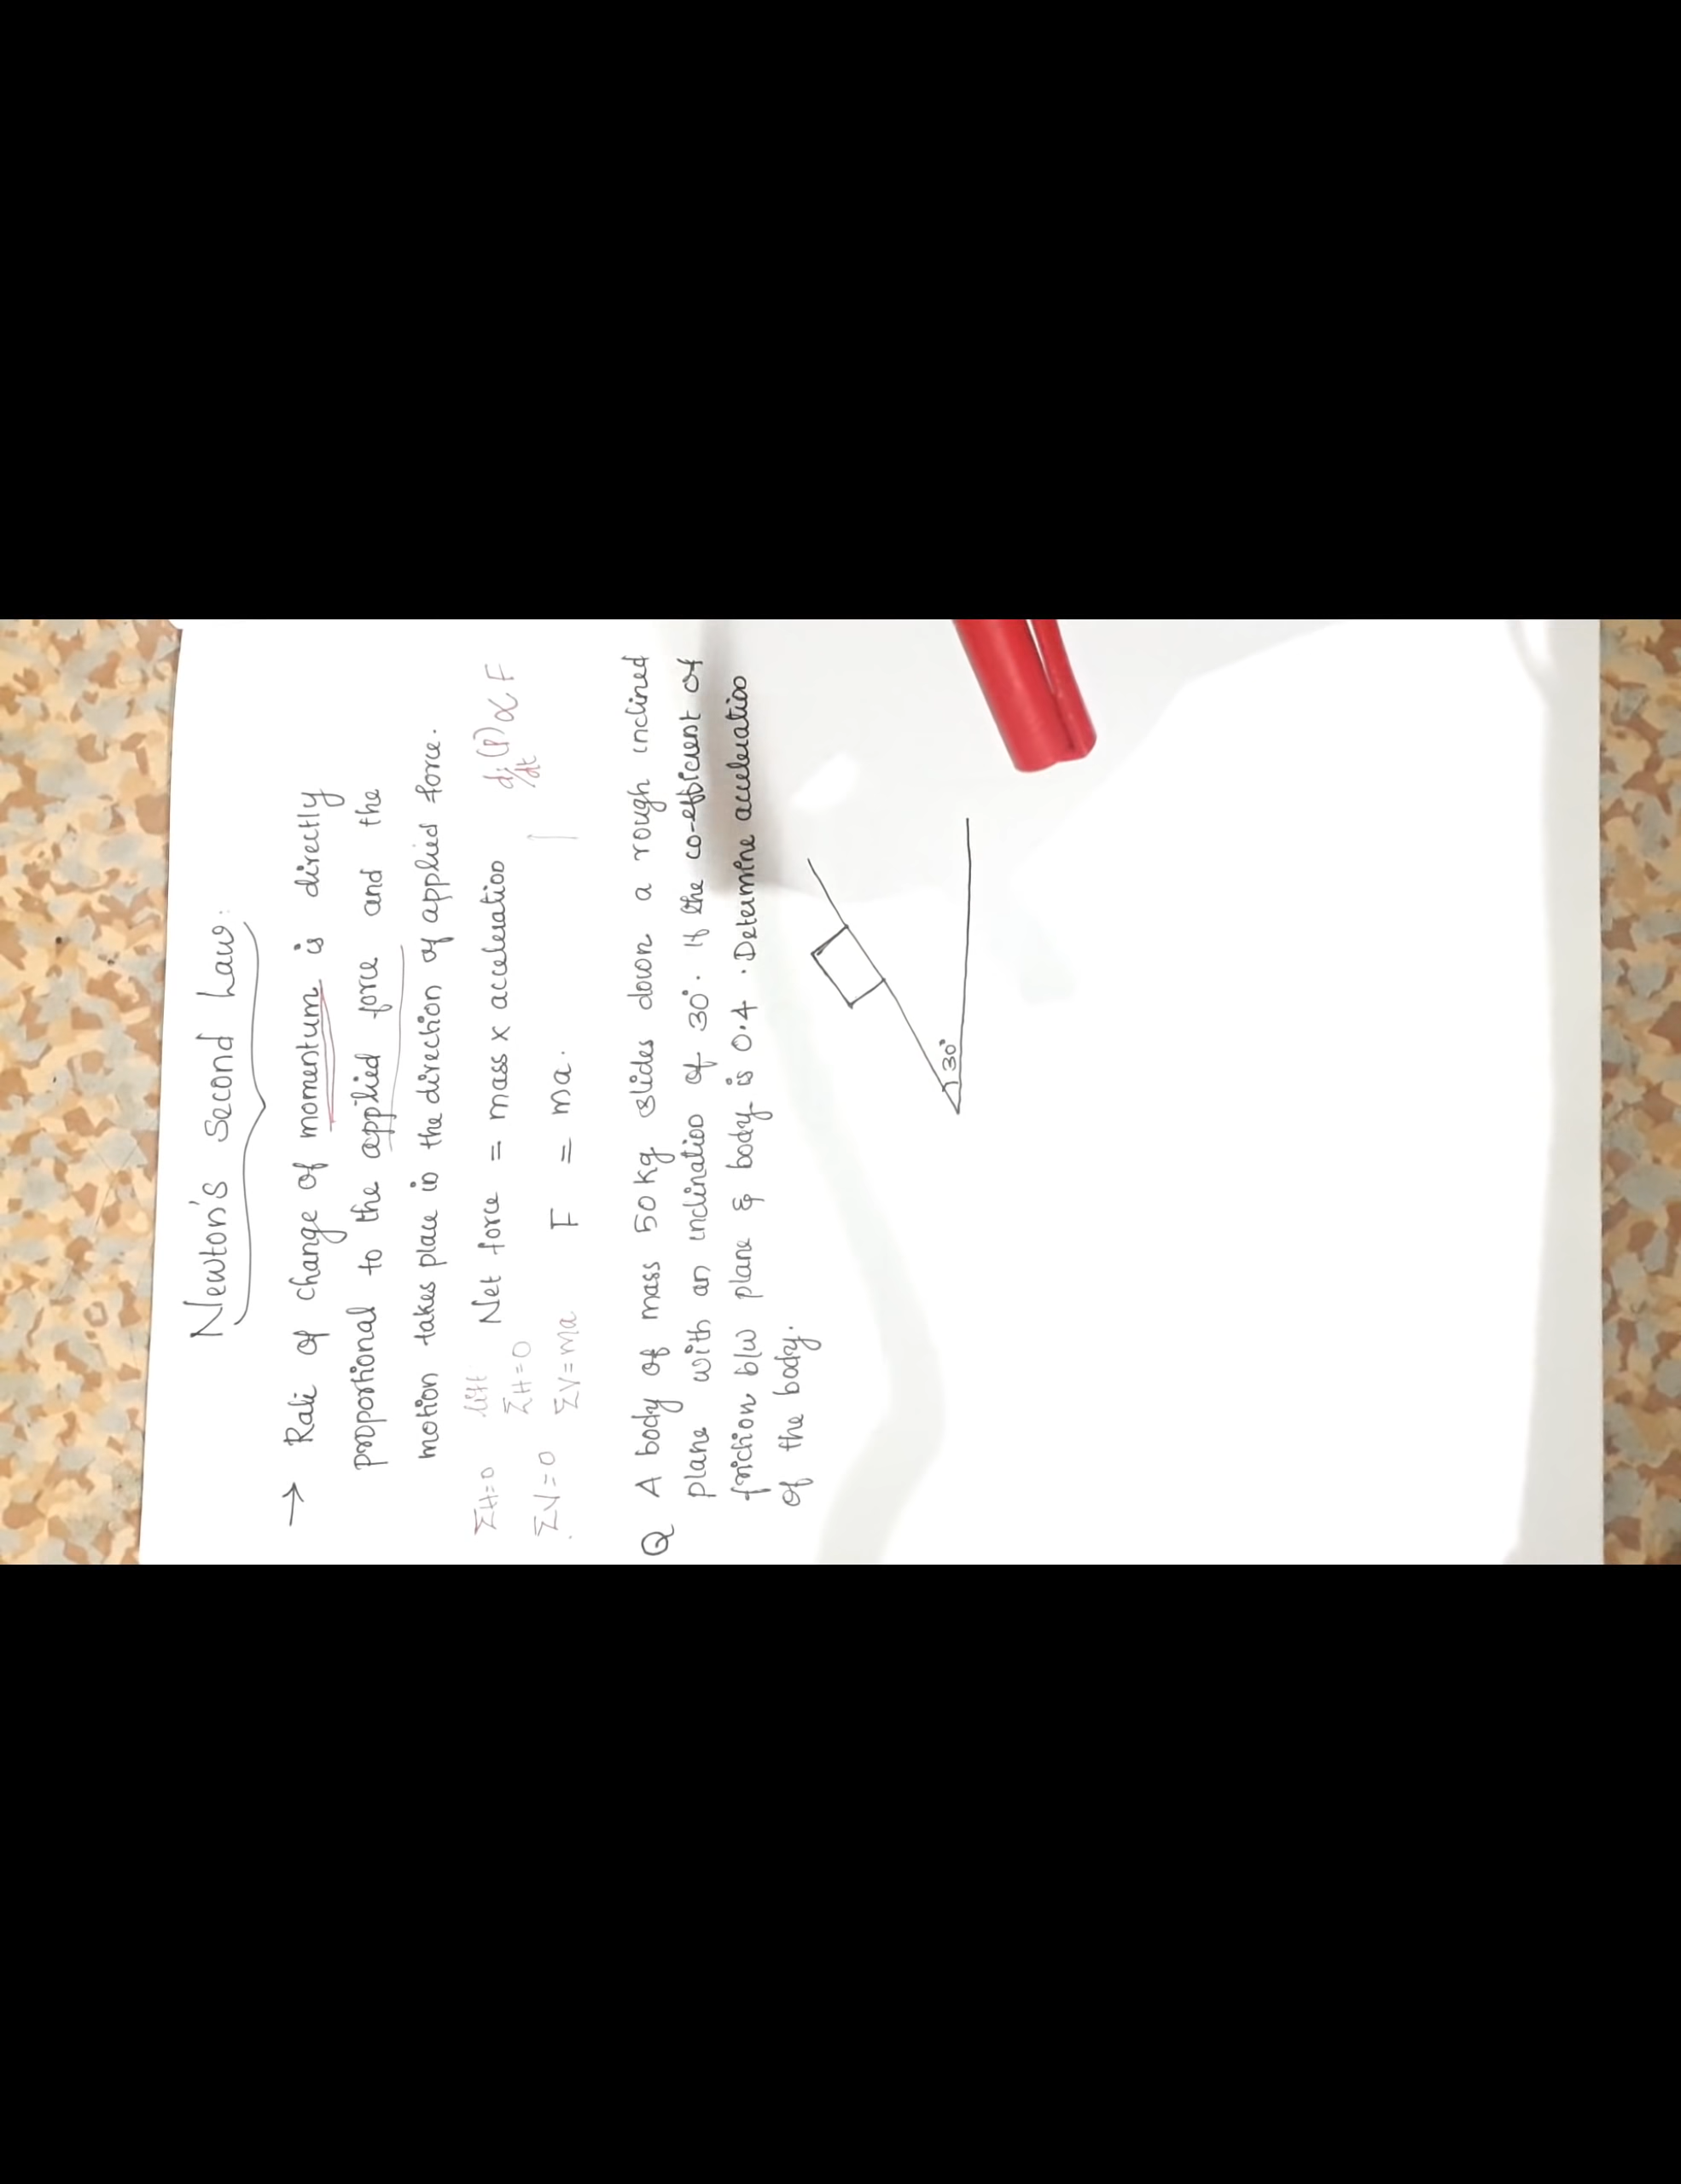 Newton's Second Law:
→ Rate of change of momentum is directly
proportional to the applied force and the
motion takes place in the direction of applied force.
ΣH=0 lift Net force = mass x acceleration d/dt (P) ∝ F
ΣH=0
ΣV=0 ΣV=ma F = ma.
Q A body of mass 50kg slides down a rough inclined
plane with an inclination of 30°. If the co-efficient of
friction b/w plane & body is 0.4. Determine acceleration
of the body.
30°